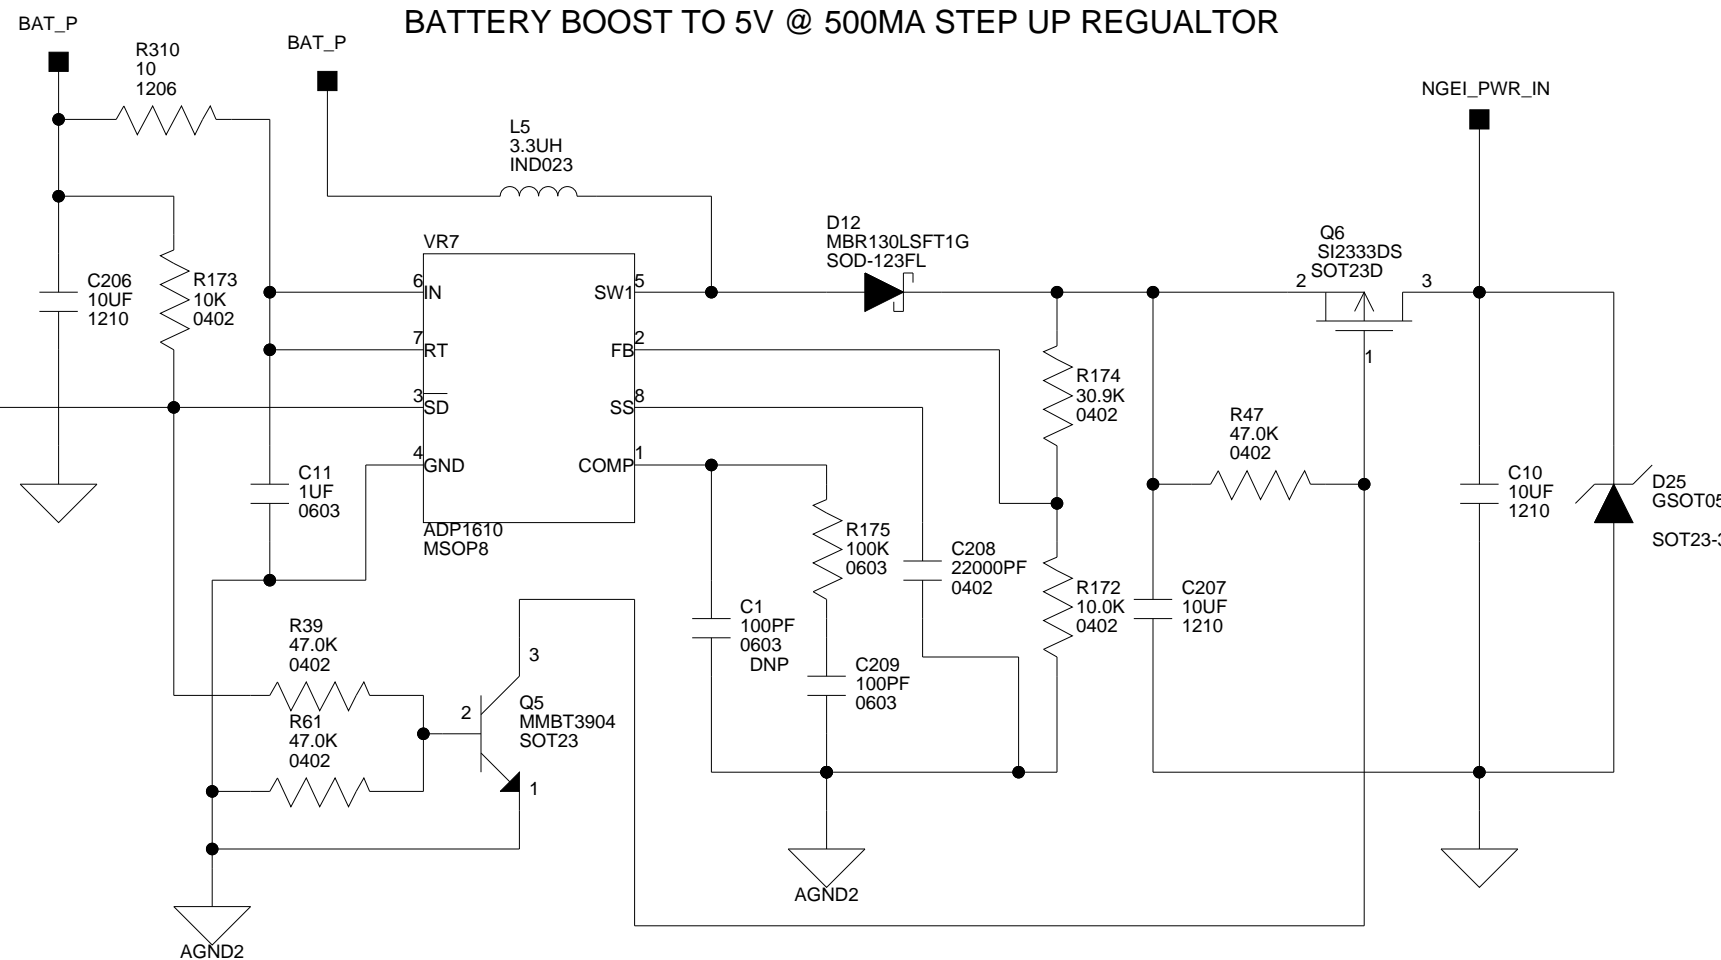 BATTERY BOOST TO 5V @ 500MA STEP UP REGUALTOR
BAT_P
R310
10
1206
BAT_P
NGEI_PWR_IN
L5
3.3UH
IND023
D12
MBR130LSFT1G
SOD-123FL
Q6
SI2333DS
SOT23D
2
3
1
VR7
6
IN
7
RT
3
SD
4
GND
SW1
5
FB
2
SS
8
COMP
1
ADP1610
MSOP8
C206
10UF
1210
R173
10K
0402
C11
1UF
0603
R174
30.9K
0402
R47
47.0K
0402
C10
10UF
1210
D25
GSOT05
SOT23-3
R175
100K
0603
C208
22000PF
0402
R172
10.0K
0402
C207
10UF
1210
C1
100PF
0603
DNP
C209
100PF
0603
R39
47.0K
0402
R61
47.0K
0402
3
2
Q5
MMBT3904
SOT23
1
AGND2
AGND2